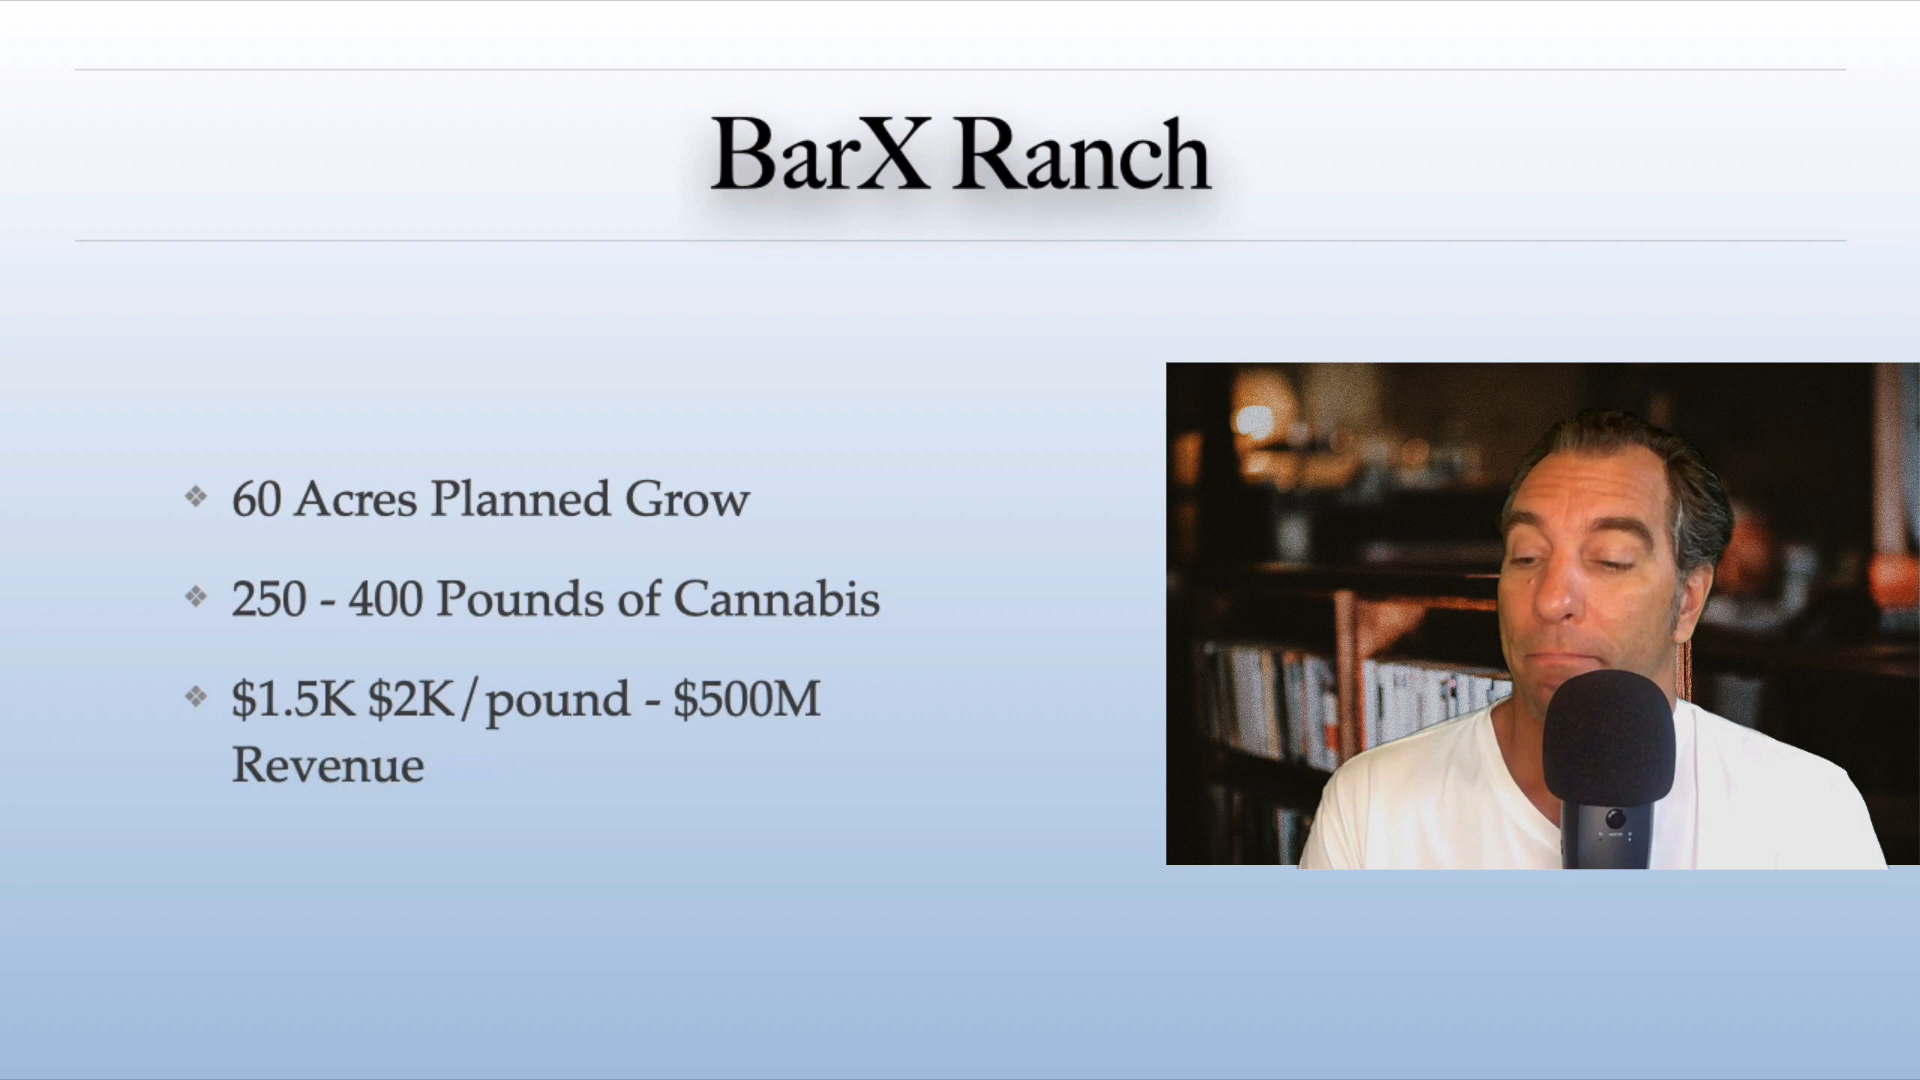 BarX Ranch
60 Acres Planned Grow
250 - 400 Pounds of Cannabis
$1.5K $2K/pound - $500M
Revenue